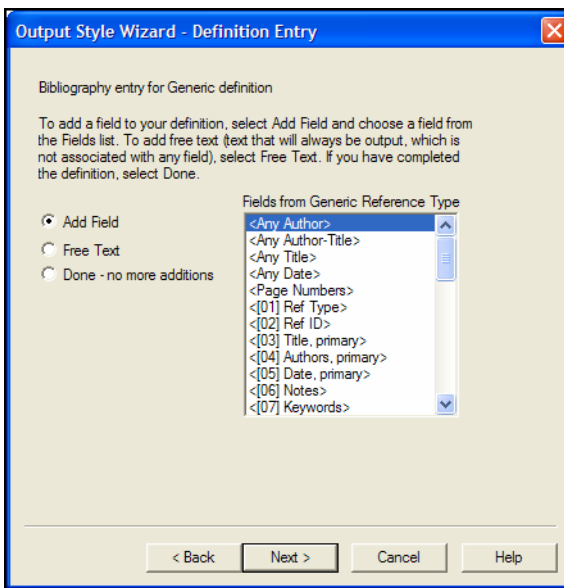 Output Style Wizard - Definition Entry
Bibliography entry for Generic definition
To add a field to your definition, select Add Field and choose a field from
the Fields list. To add free text (text that will always be output, which is
not associated with any field), select Free Text. If you have completed
the definition, select Done.
Fields from Generic Reference Type
Add Field
Free Text
Done - no more additions
<Any Author>
<Any Author-Title>
<Any Title>
<Any Date>
<Page Numbers>
<[01] Ref Type>
<[02] Ref ID>
<[03] Title, primary>
<[04] Authors, primary>
<[05] Date, primary>
<[06] Notes>
<[07] Keywords>
< Back
Next >
Cancel
Help